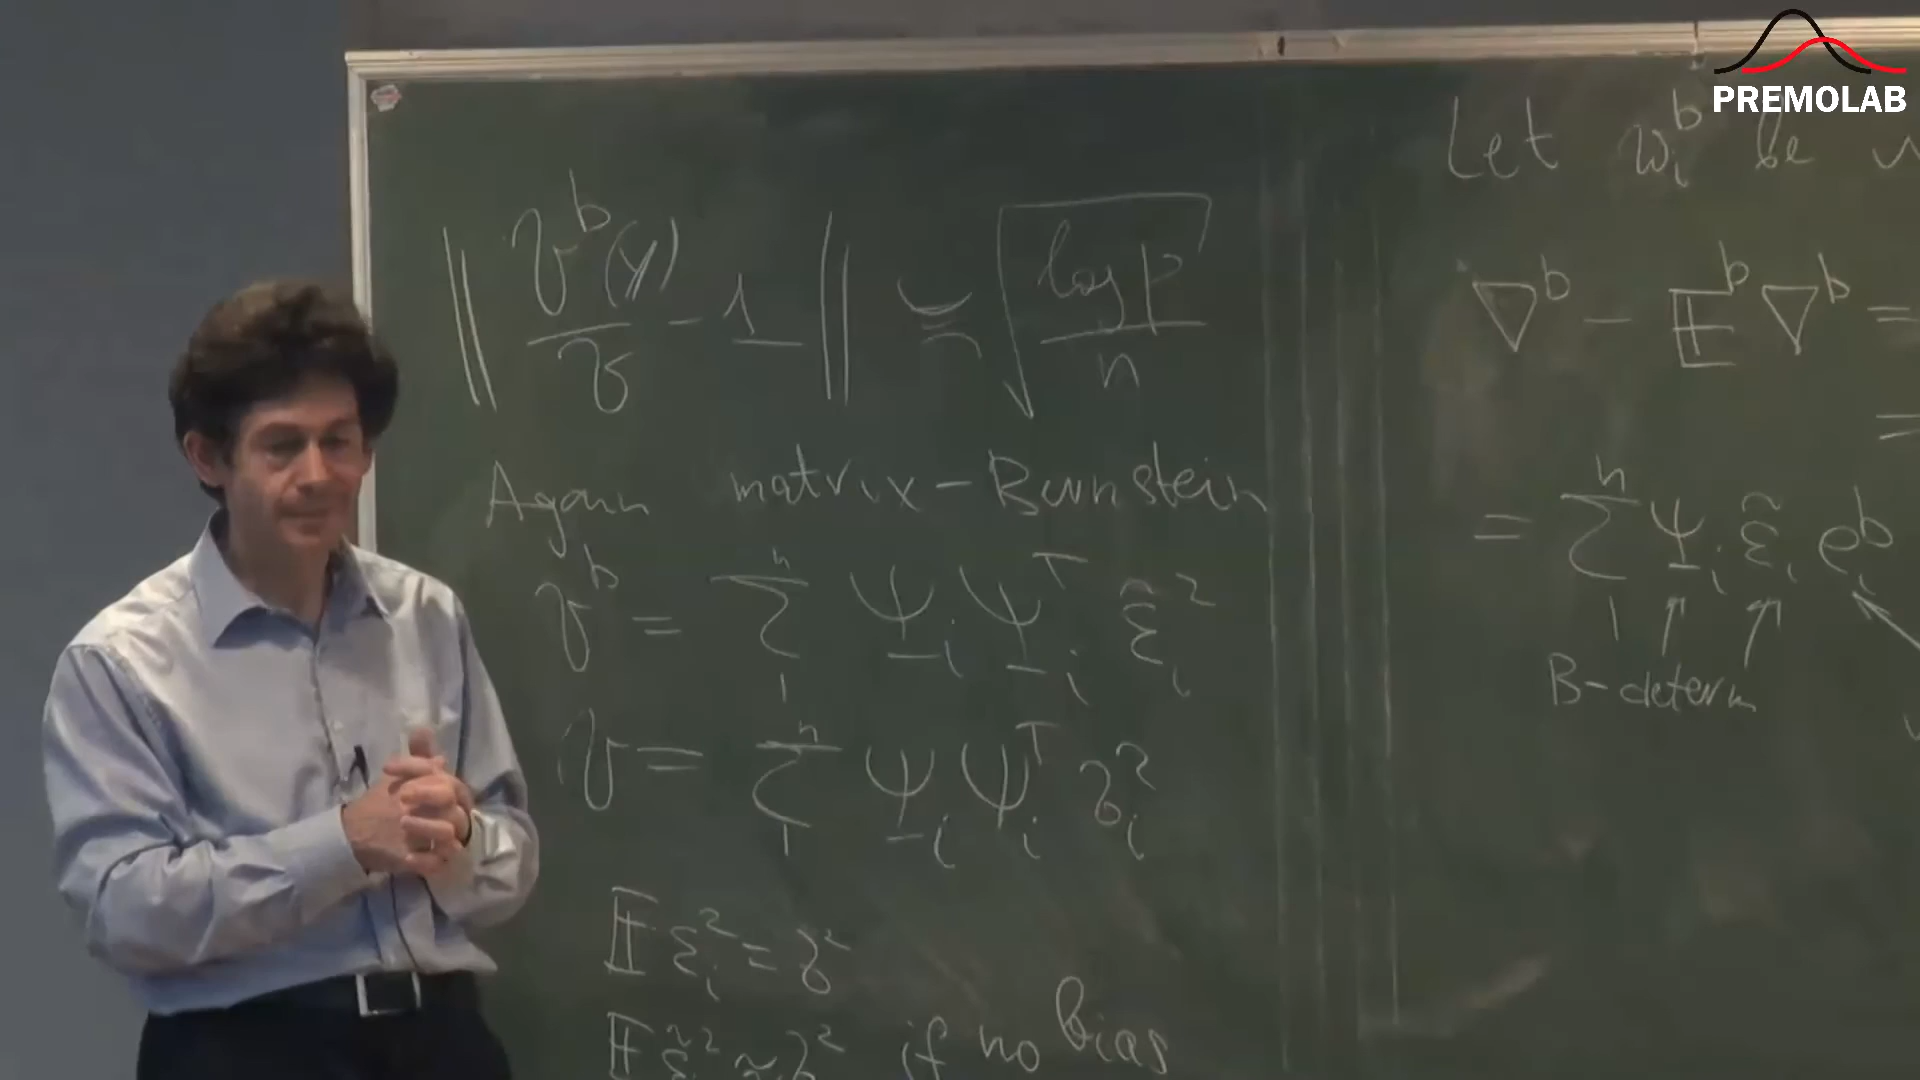 PREMOLAB
‖ V^b(Y) / V − 1 ‖ ≍ √(log p / n)
Again matrix-Bernstein
V^b = Σ_1^n Ψ_i Ψ_i^T ε̃_i^2
V = Σ_1^n Ψ_i Ψ_i^T σ_i^2
E ε_i^2 = σ^2
E ε̃_i^2 ≈ σ^2 if no bias
Let w_i^b be
∇^b − E^b ∇^b =
=
= Σ_1^n Ψ_i ε̃_i e_i^b
B-determ